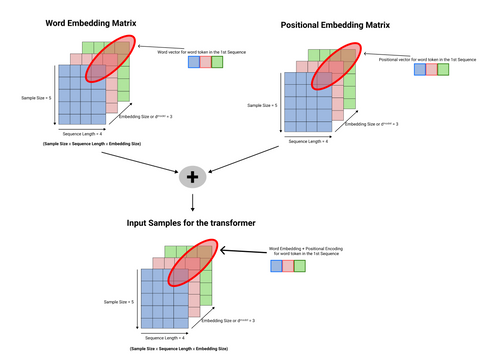 Word Embedding Matrix
Word vector for word token in the 1st Sequence
Sample Size = 5
Embedding Size or d^model = 3
Sequence Length = 4
(Sample Size x Sequence Length x Embedding Size)
Positional Embedding Matrix
Positional vector for word token in the 1st Sequence
Sample Size = 5
Embedding Size or d^model = 3
Sequence Length = 4
+
Input Samples for the transformer
Word Embedding + Positional Encoding
for word token in the 1st Sequence
Sample Size = 5
Embedding Size or d^model = 3
Sequence Length = 4
(Sample Size x Sequence Length x Embedding Size)